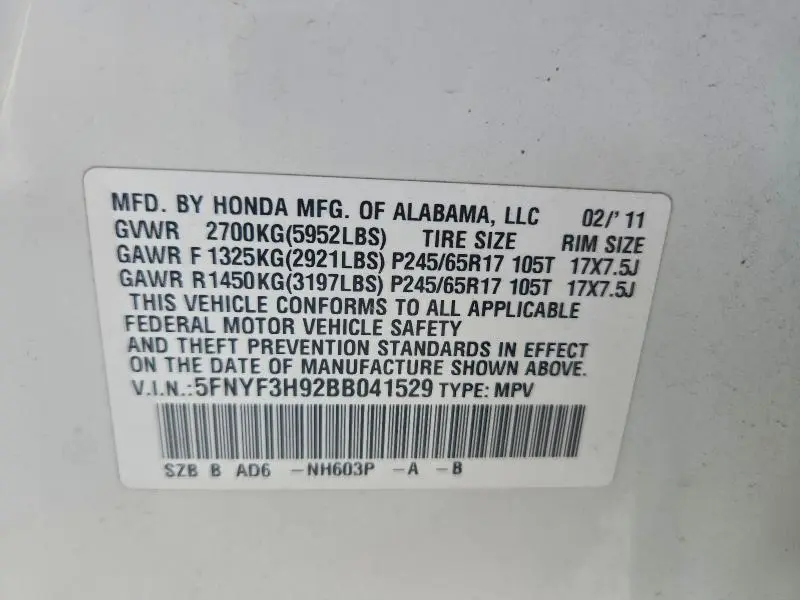 MFD. BY HONDA MFG. OF ALABAMA, LLC 02/'11
GVWR 2700KG(5952LBS) TIRE SIZE RIM SIZE
GAWR F 1325KG(2921LBS) P245/65R17 105T 17X7.5J
GAWR R 1450KG(3197LBS) P245/65R17 105T 17X7.5J
THIS VEHICLE CONFORMS TO ALL APPLICABLE
FEDERAL MOTOR VEHICLE SAFETY
AND THEFT PREVENTION STANDARDS IN EFFECT
ON THE DATE OF MANUFACTURE SHOWN ABOVE.
V.I.N.:5FNYF3H92BB041529 TYPE: MPV
SZB B AD6 -NH603P -A -B